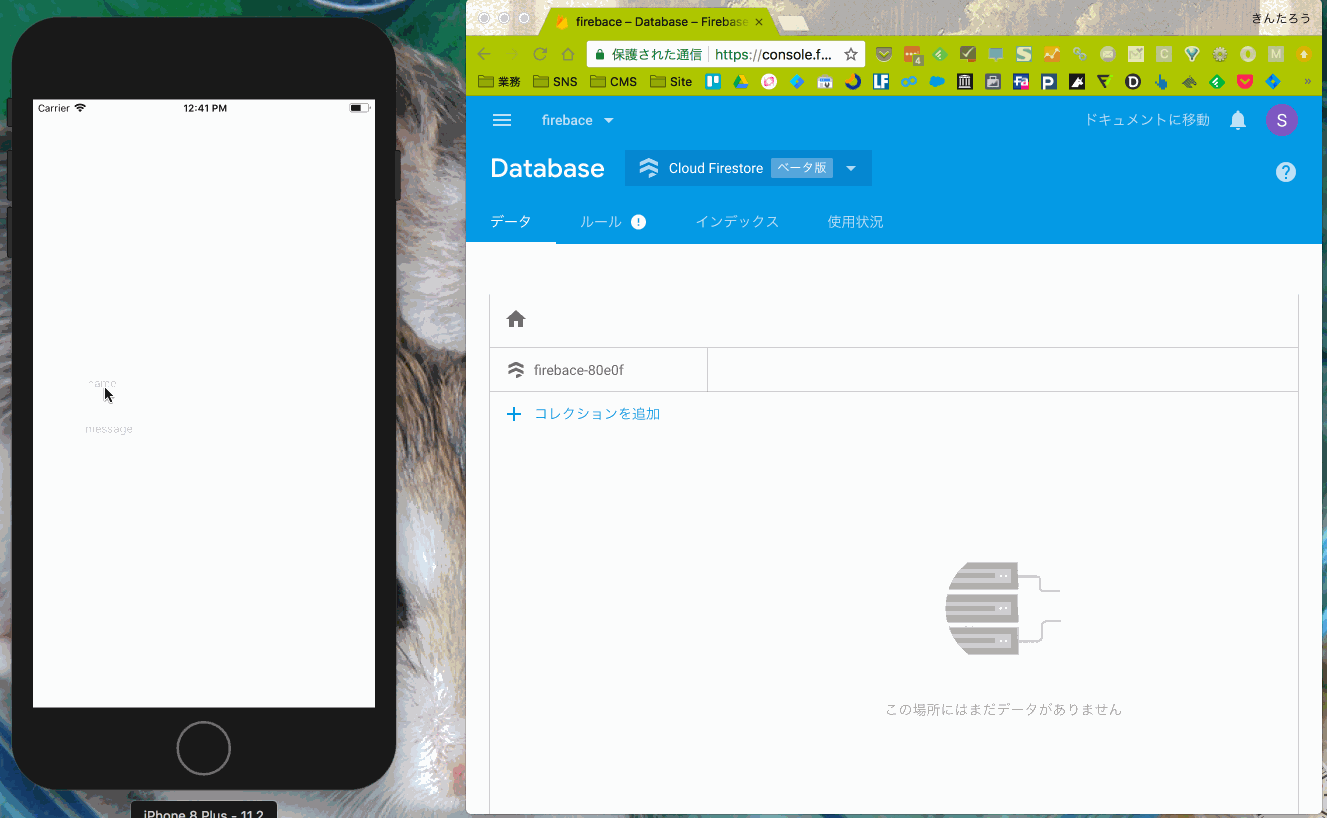 Carrier
12:41 PM
name
message
iPhone 8 Plus - 11.2
firebace – Database – Firebase
きんたろう
保護された通信
https://console.f...
4
業務
SNS
CMS
Site
firebace
ドキュメントに移動
S
Database
Cloud Firestore
ベータ版
データ
ルール
インデックス
使用状況
firebace-80e0f
コレクションを追加
この場所にはまだデータがありません